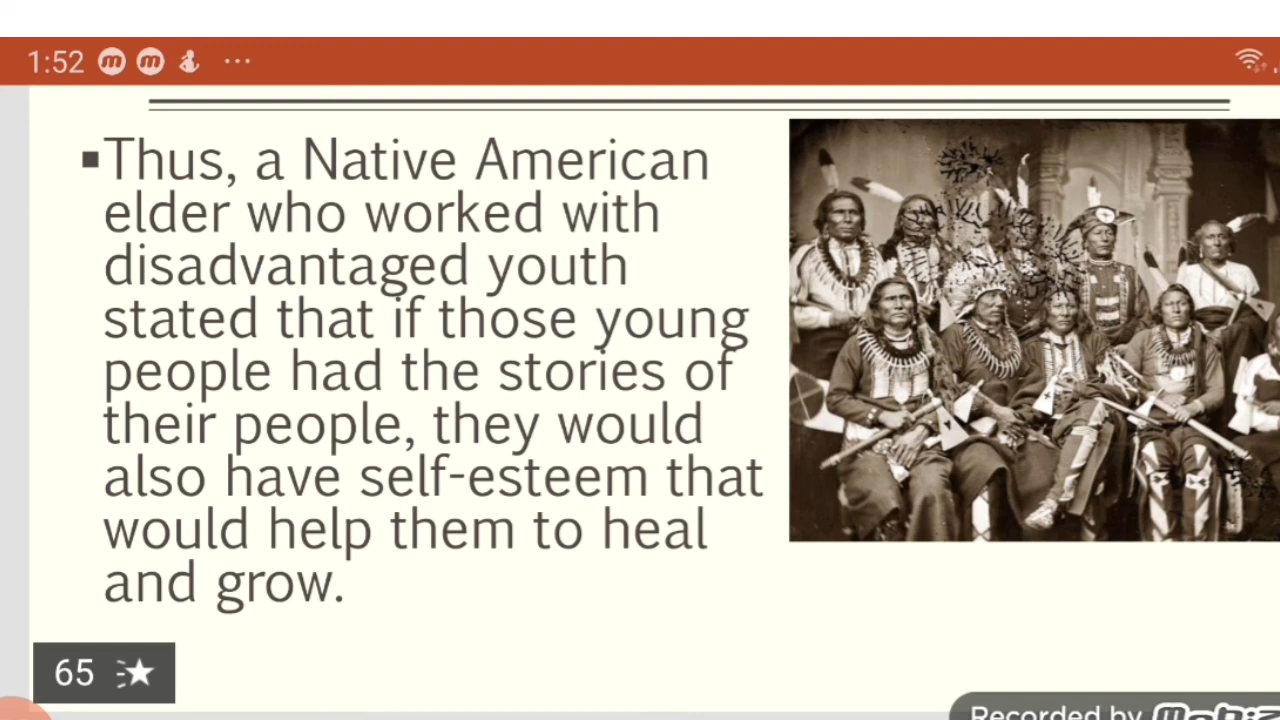 1:52
▪Thus, a Native American
elder who worked with
disadvantaged youth
stated that if those young
people had the stories of
their people, they would
also have self-esteem that
would help them to heal
and grow.
65
Recorded by